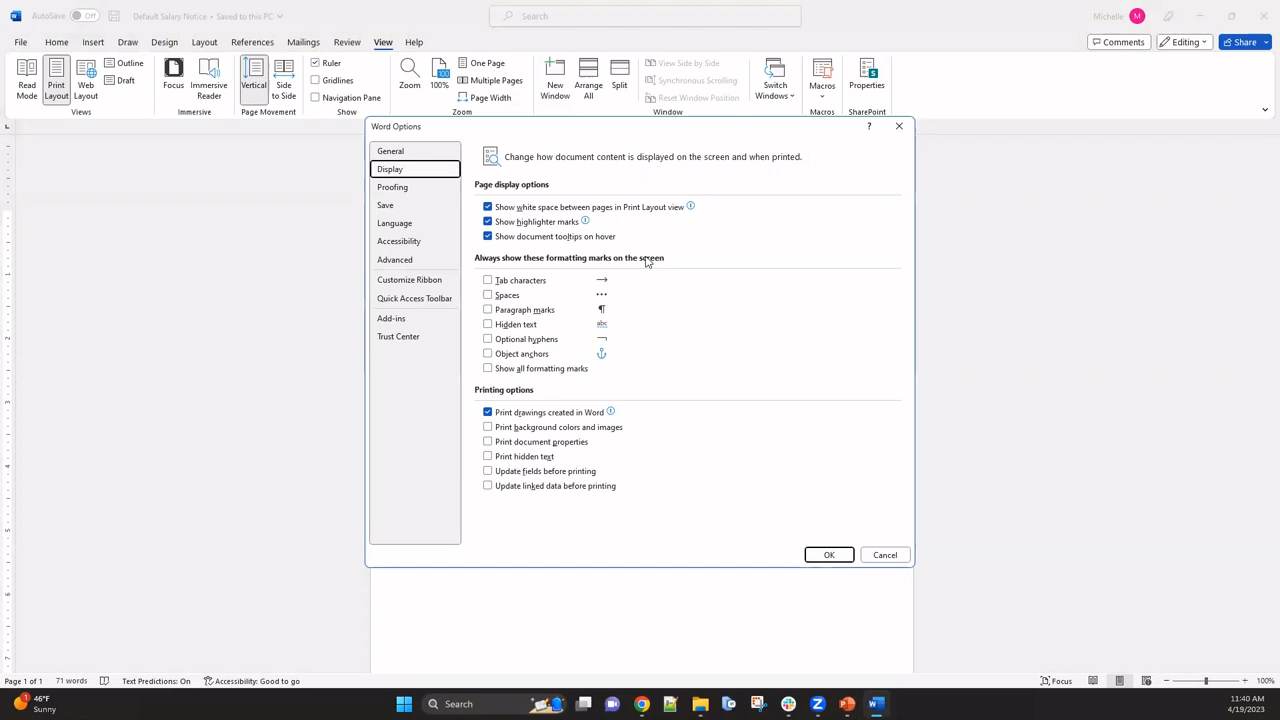 AutoSave Off Default Salary Notice • Saved to this PC Search Michelle M
File Home Insert Draw Design Layout References Mailings Review View Help Comments Editing Share
Read Mode Print Layout Web Layout Outline Draft Views
Focus Immersive Reader Immersive
Vertical Side to Side Page Movement
Ruler Gridlines Navigation Pane Show
Zoom 100% One Page Multiple Pages Page Width Zoom
New Window Arrange All Split View Side by Side Synchronous Scrolling Reset Window Position Switch Windows Window
Macros Macros
Properties SharePoint
Word Options ?
General
Display
Proofing
Save
Language
Accessibility
Advanced
Customize Ribbon
Quick Access Toolbar
Add-ins
Trust Center
Change how document content is displayed on the screen and when printed.
Page display options
Show white space between pages in Print Layout view
Show highlighter marks
Show document tooltips on hover
Always show these formatting marks on the screen
Tab characters →
Spaces •••
Paragraph marks ¶
Hidden text abc
Optional hyphens ¬
Object anchors
Show all formatting marks
Printing options
Print drawings created in Word
Print background colors and images
Print document properties
Print hidden text
Update fields before printing
Update linked data before printing
OK Cancel
1
2
3
4
5
6
7
Page 1 of 1 71 words Text Predictions: On Accessibility: Good to go Focus 100%
1 46°F
Sunny
Search
11:40 AM
4/19/2023